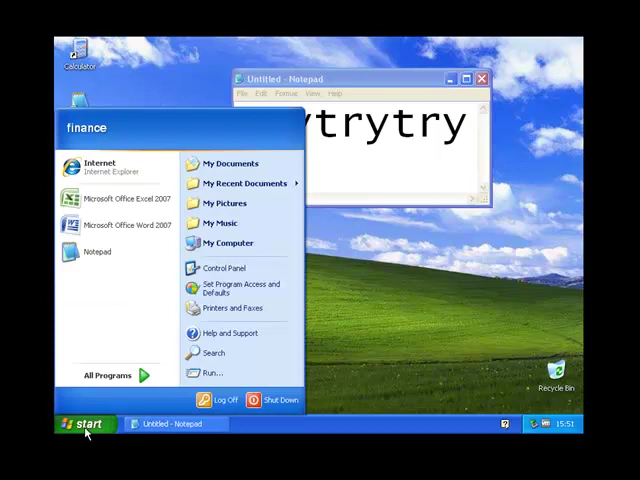 Calculator
Untitled - Notepad
File Edit Format View Help
ytrytry
finance
Internet
Internet Explorer
Microsoft Office Excel 2007
Microsoft Office Word 2007
Notepad
All Programs
My Documents
My Recent Documents
My Pictures
My Music
My Computer
Control Panel
Set Program Access and
Defaults
Printers and Faxes
Help and Support
Search
Run...
Log Off Shut Down
Recycle Bin
start Untitled - Notepad 15:51